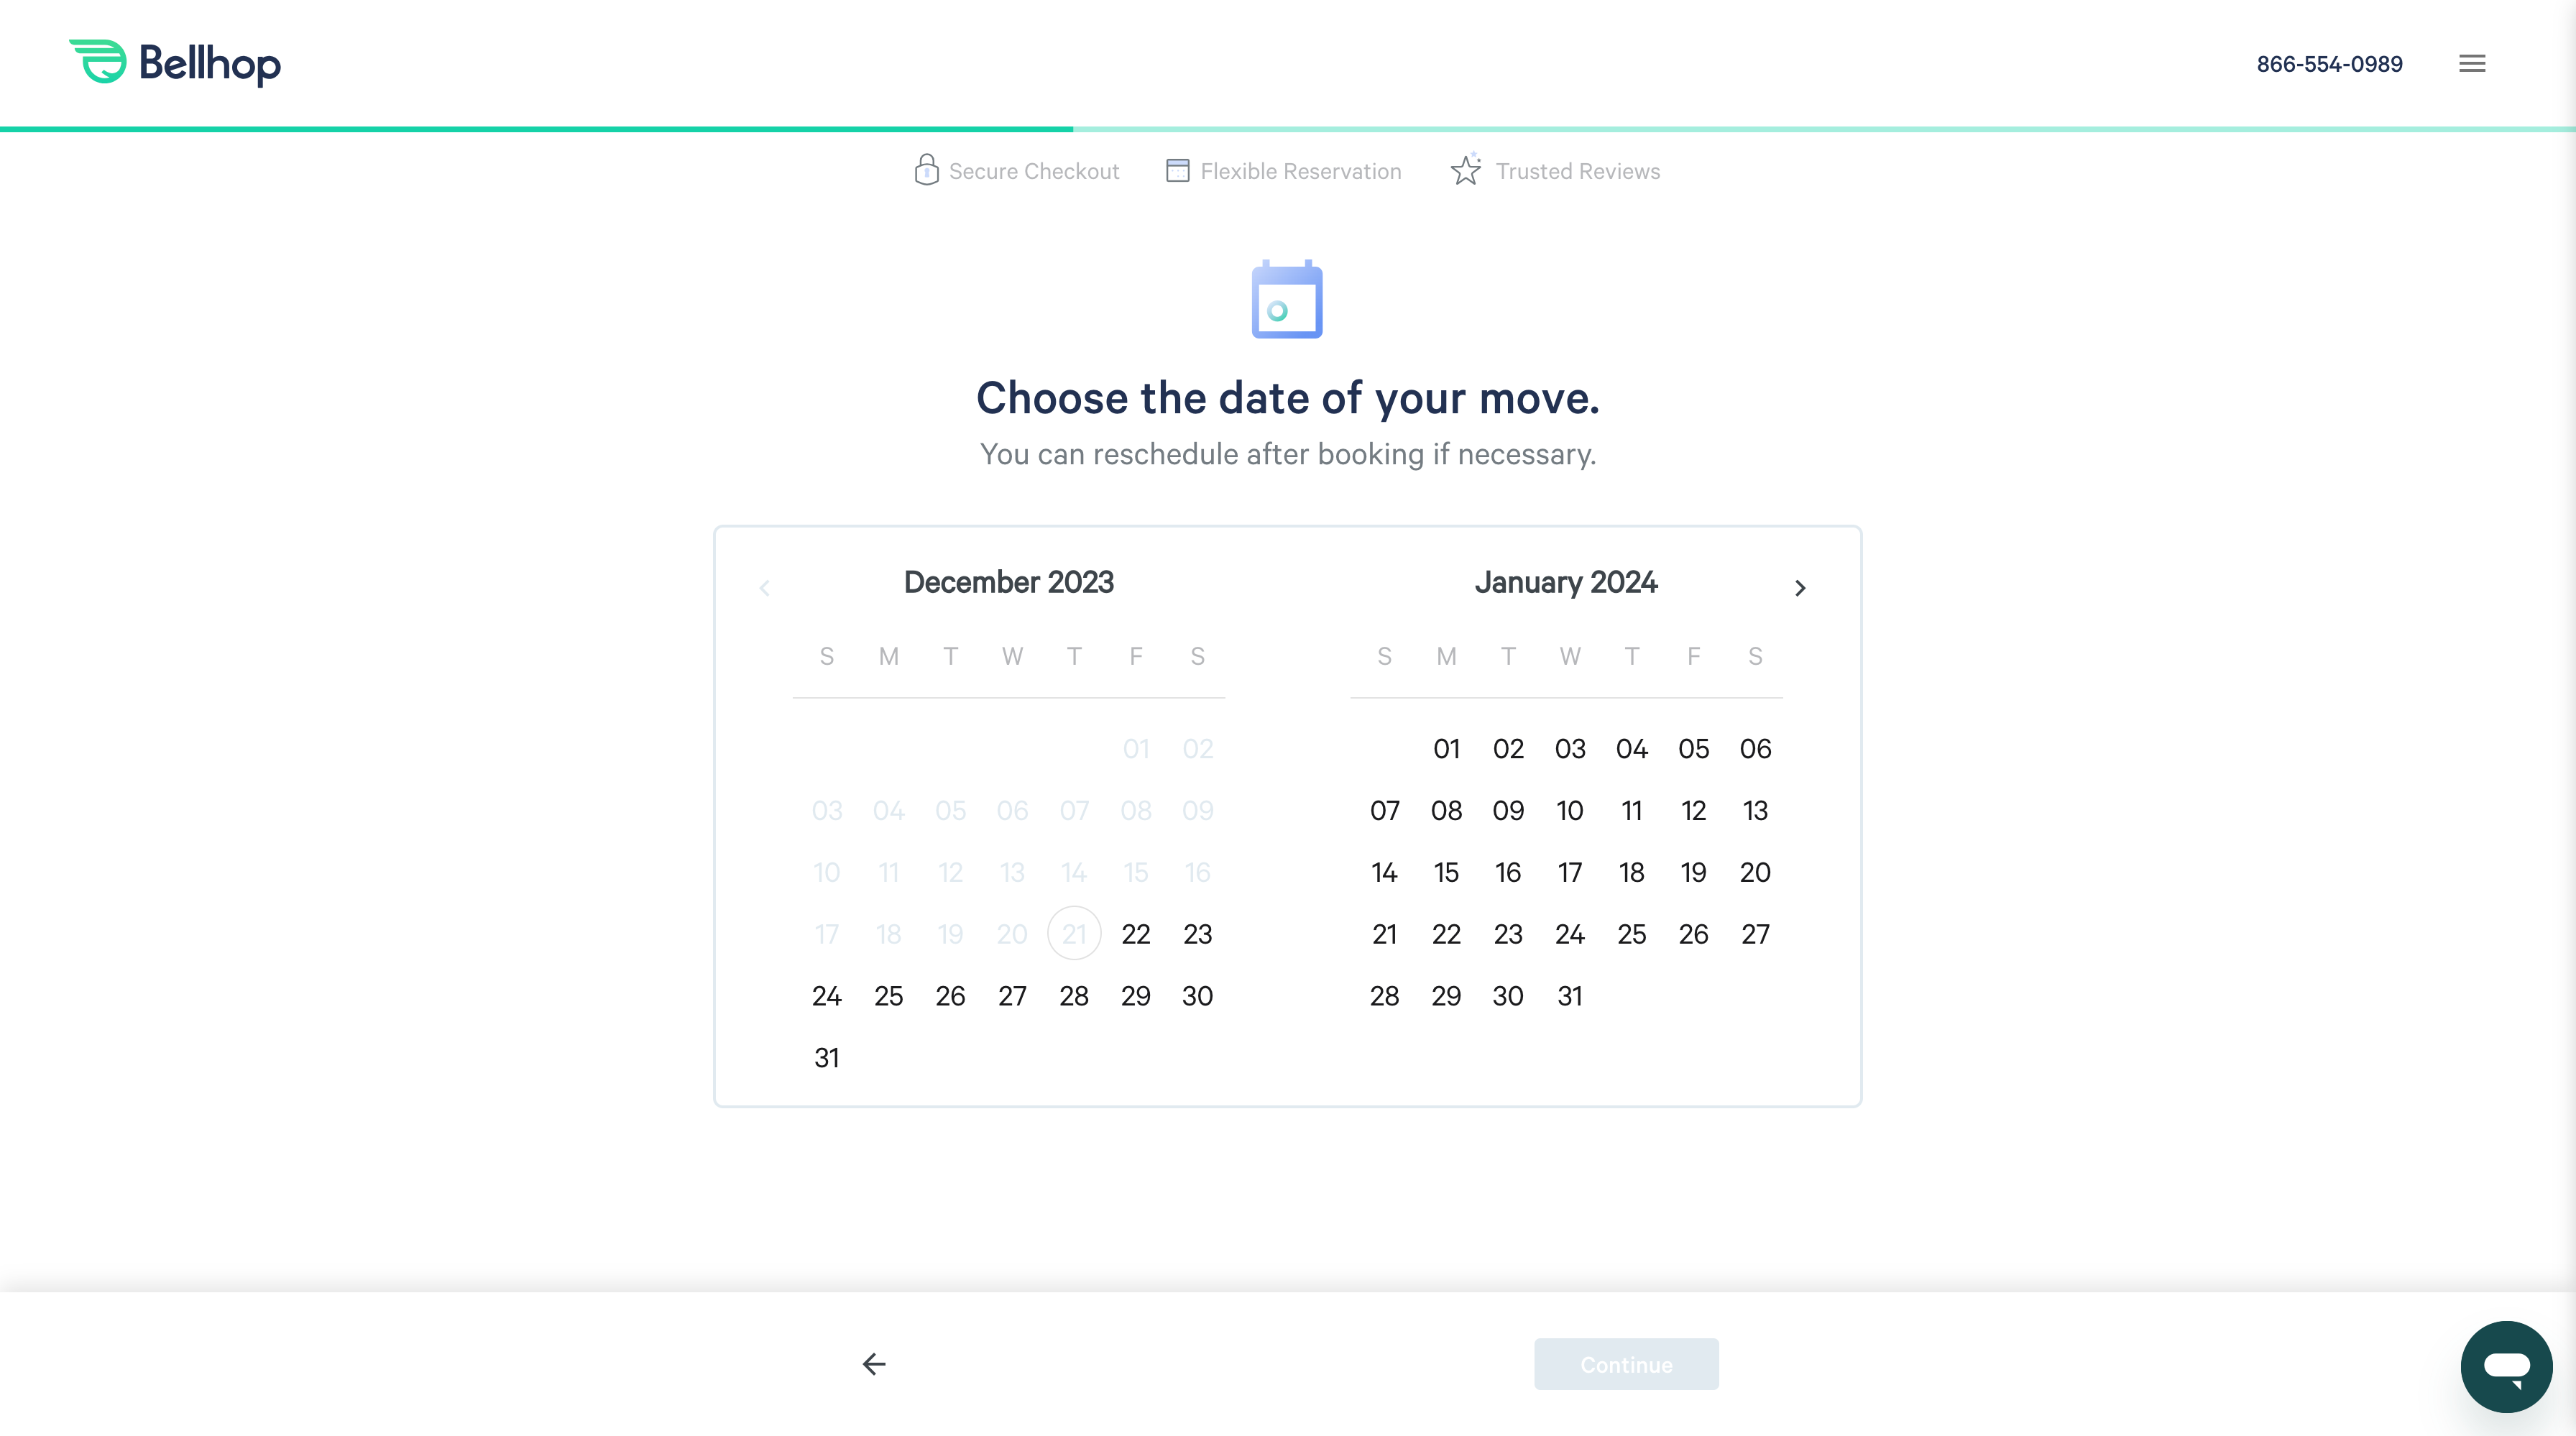 Bellhop
866-554-0989
Secure Checkout
Flexible Reservation
Trusted Reviews
Choose the date of your move.
You can reschedule after booking if necessary.
December 2023
S M T W T F S
01 02
03 04 05 06 07 08 09
10 11 12 13 14 15 16
17 18 19 20 21 22 23
24 25 26 27 28 29 30
31
January 2024
S M T W T F S
01 02 03 04 05 06
07 08 09 10 11 12 13
14 15 16 17 18 19 20
21 22 23 24 25 26 27
28 29 30 31
Continue